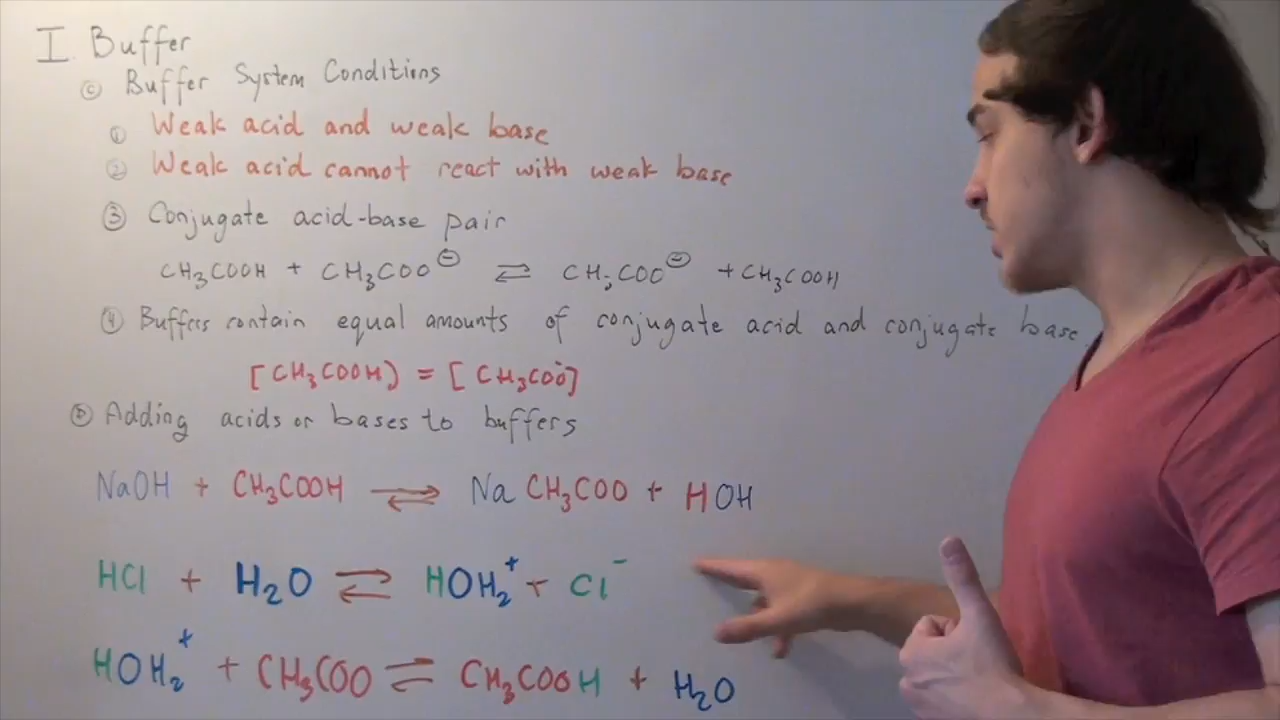 I. Buffer
Ⓒ Buffer System Conditions
① Weak acid and weak base
② Weak acid cannot react with weak base
③ Conjugate acid-base pair
CH₃COOH + CH₃COO⊖ ⇌ CH₃COO⊖ + CH₃COOH
④ Buffers contain equal amounts of conjugate acid and conjugate base.
[CH₃COOH] = [CH₃COO⁻]
Ⓓ Adding acids or bases to buffers
NaOH + CH₃COOH ⇌ Na CH₃COO + HOH
HCl + H₂O ⇌ HOH₂⁺ + Cl⁻
HOH₂⁺ + CH₃COO ⇌ CH₃COOH + H₂O